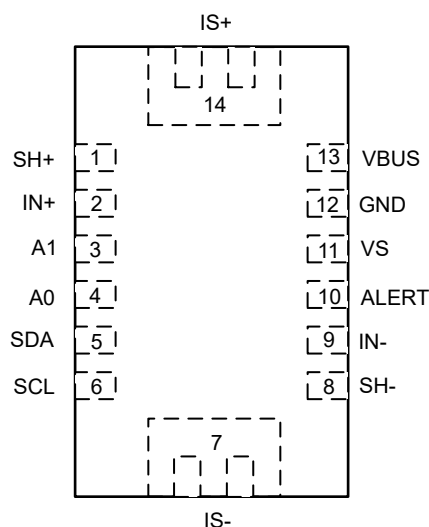 IS+
14
SH+ 1 13 VBUS
IN+ 2 12 GND
A1 3 11 VS
A0 4 10 ALERT
SDA 5 9 IN-
SCL 6 8 SH-
7
IS-